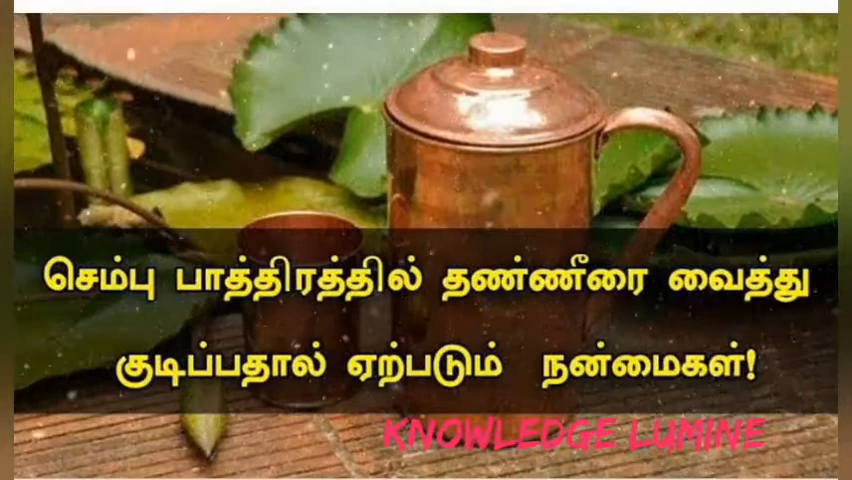 செம்பு பாத்திரத்தில் தண்ணீரை வைத்து
குடிப்பதால் ஏற்படும் நன்மைகள்!
KNOWLEDGE LUMINE